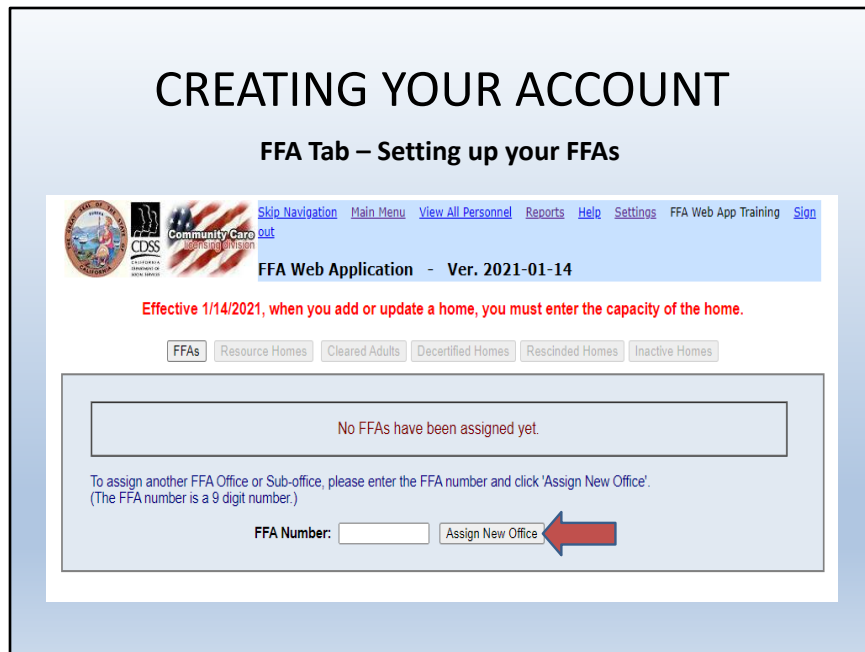 CREATING YOUR ACCOUNT
FFA Tab – Setting up your FFAs
Skip Navigation Main Menu View All Personnel Reports Help Settings FFA Web App Training Sign
out
CDSS
CALIFORNIA
DEPARTMENT OF
SOCIAL SERVICES
Community Care
licensing division
FFA Web Application - Ver. 2021-01-14
Effective 1/14/2021, when you add or update a home, you must enter the capacity of the home.
FFAs Resource Homes Cleared Adults Decertified Homes Rescinded Homes Inactive Homes
No FFAs have been assigned yet.
To assign another FFA Office or Sub-office, please enter the FFA number and click 'Assign New Office'.
(The FFA number is a 9 digit number.)
FFA Number: Assign New Office